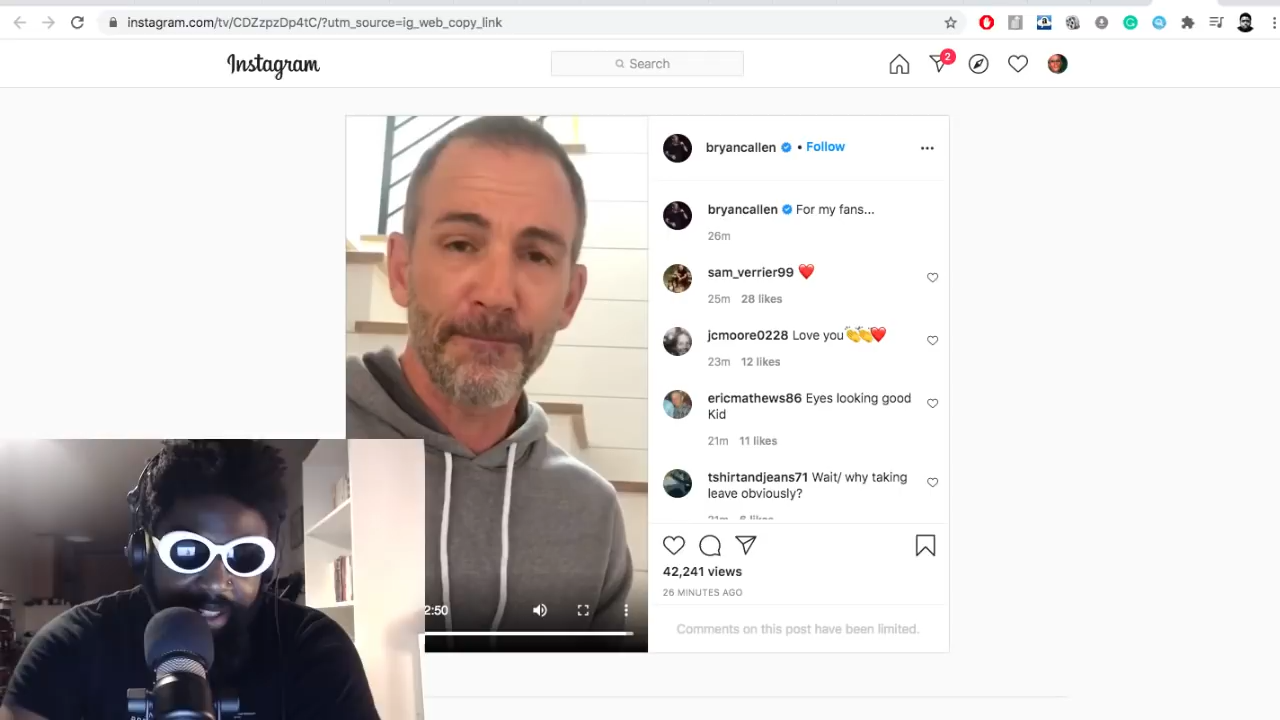 instagram.com/tv/CDZzpzDp4tC/?utm_source=ig_web_copy_link
Instagram
Search
2
bryancallen • Follow
bryancallen For my fans...
26m
sam_verrier99 ❤️
25m 28 likes
jcmoore0228 Love you👏👏❤️
23m 12 likes
ericmathews86 Eyes looking good
Kid
21m 11 likes
tshirtandjeans71 Wait/ why taking
leave obviously?
2:50
42,241 views
26 MINUTES AGO
Comments on this post have been limited.